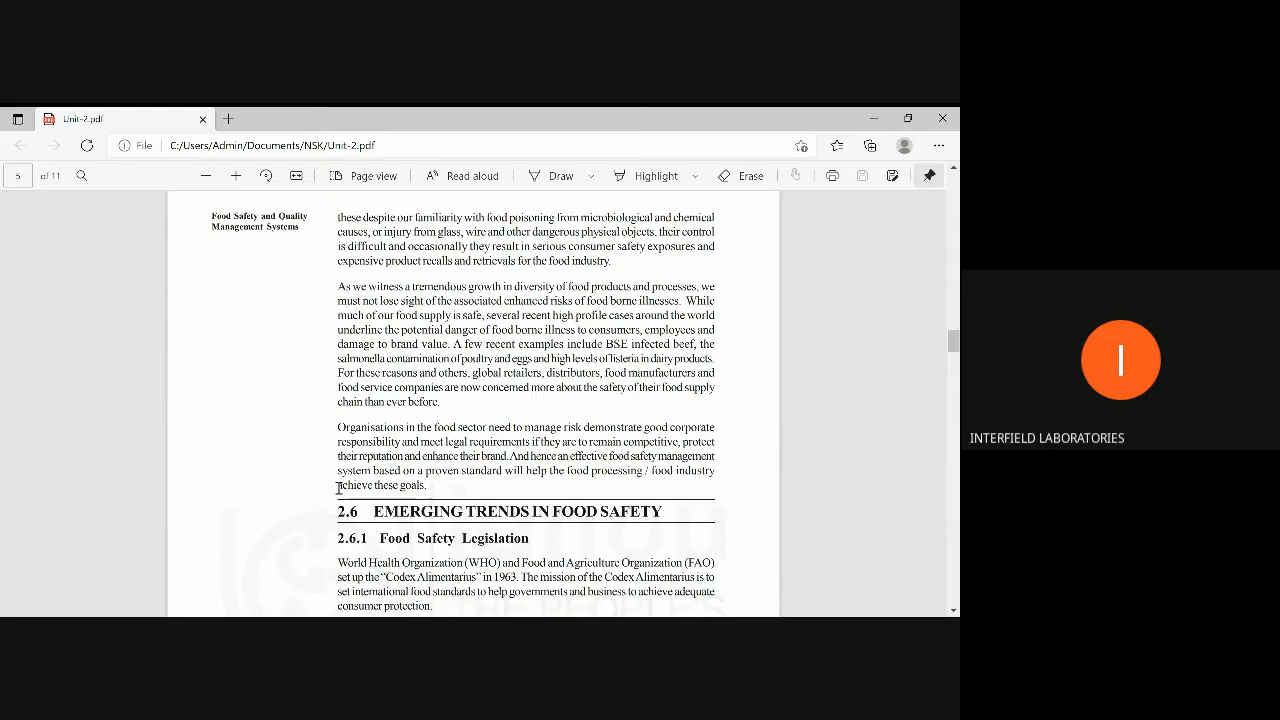 Unit-2.pdf
File
C:/Users/Admin/Documents/NSK/Unit-2.pdf
5 of 11
Page view
Read aloud
Draw
Highlight
Erase
Food Safety and Quality
Management Systems
these despite our familiarity with food poisoning from microbiological and chemical
causes, or injury from glass, wire and other dangerous physical objects, their control
is difficult and occasionally they result in serious consumer safety exposures and
expensive product recalls and retrievals for the food industry.
As we witness a tremendous growth in diversity of food products and processes, we
must not lose sight of the associated enhanced risks of food borne illnesses. While
much of our food supply is safe, several recent high profile cases around the world
underline the potential danger of food borne illness to consumers, employees and
damage to brand value. A few recent examples include BSE infected beef, the
salmonella contamination of poultry and eggs and high levels of listeria in dairy products.
For these reasons and others, global retailers, distributors, food manufacturers and
food service companies are now concerned more about the safety of their food supply
chain than ever before.
Organisations in the food sector need to manage risk demonstrate good corporate
responsibility and meet legal requirements if they are to remain competitive, protect
their reputation and enhance their brand. And hence an effective food safety management
system based on a proven standard will help the food processing / food industry
achieve these goals.
2.6 EMERGING TRENDS IN FOOD SAFETY
2.6.1 Food Safety Legislation
World Health Organization (WHO) and Food and Agriculture Organization (FAO)
set up the “Codex Alimentarius” in 1963. The mission of the Codex Alimentarius is to
set international food standards to help governments and business to achieve adequate
consumer protection.
THE PEOPLE'S
I
INTERFIELD LABORATORIES